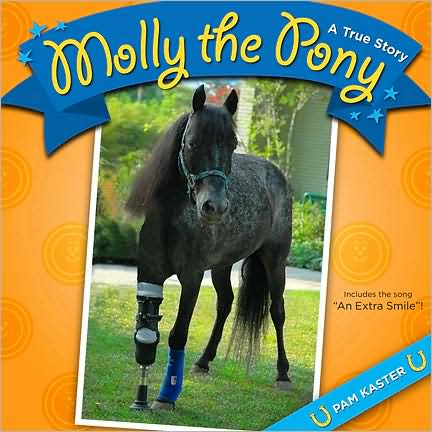 Molly the Pony
A True Story
Includes the song
"An Extra Smile"!
PAM KASTER